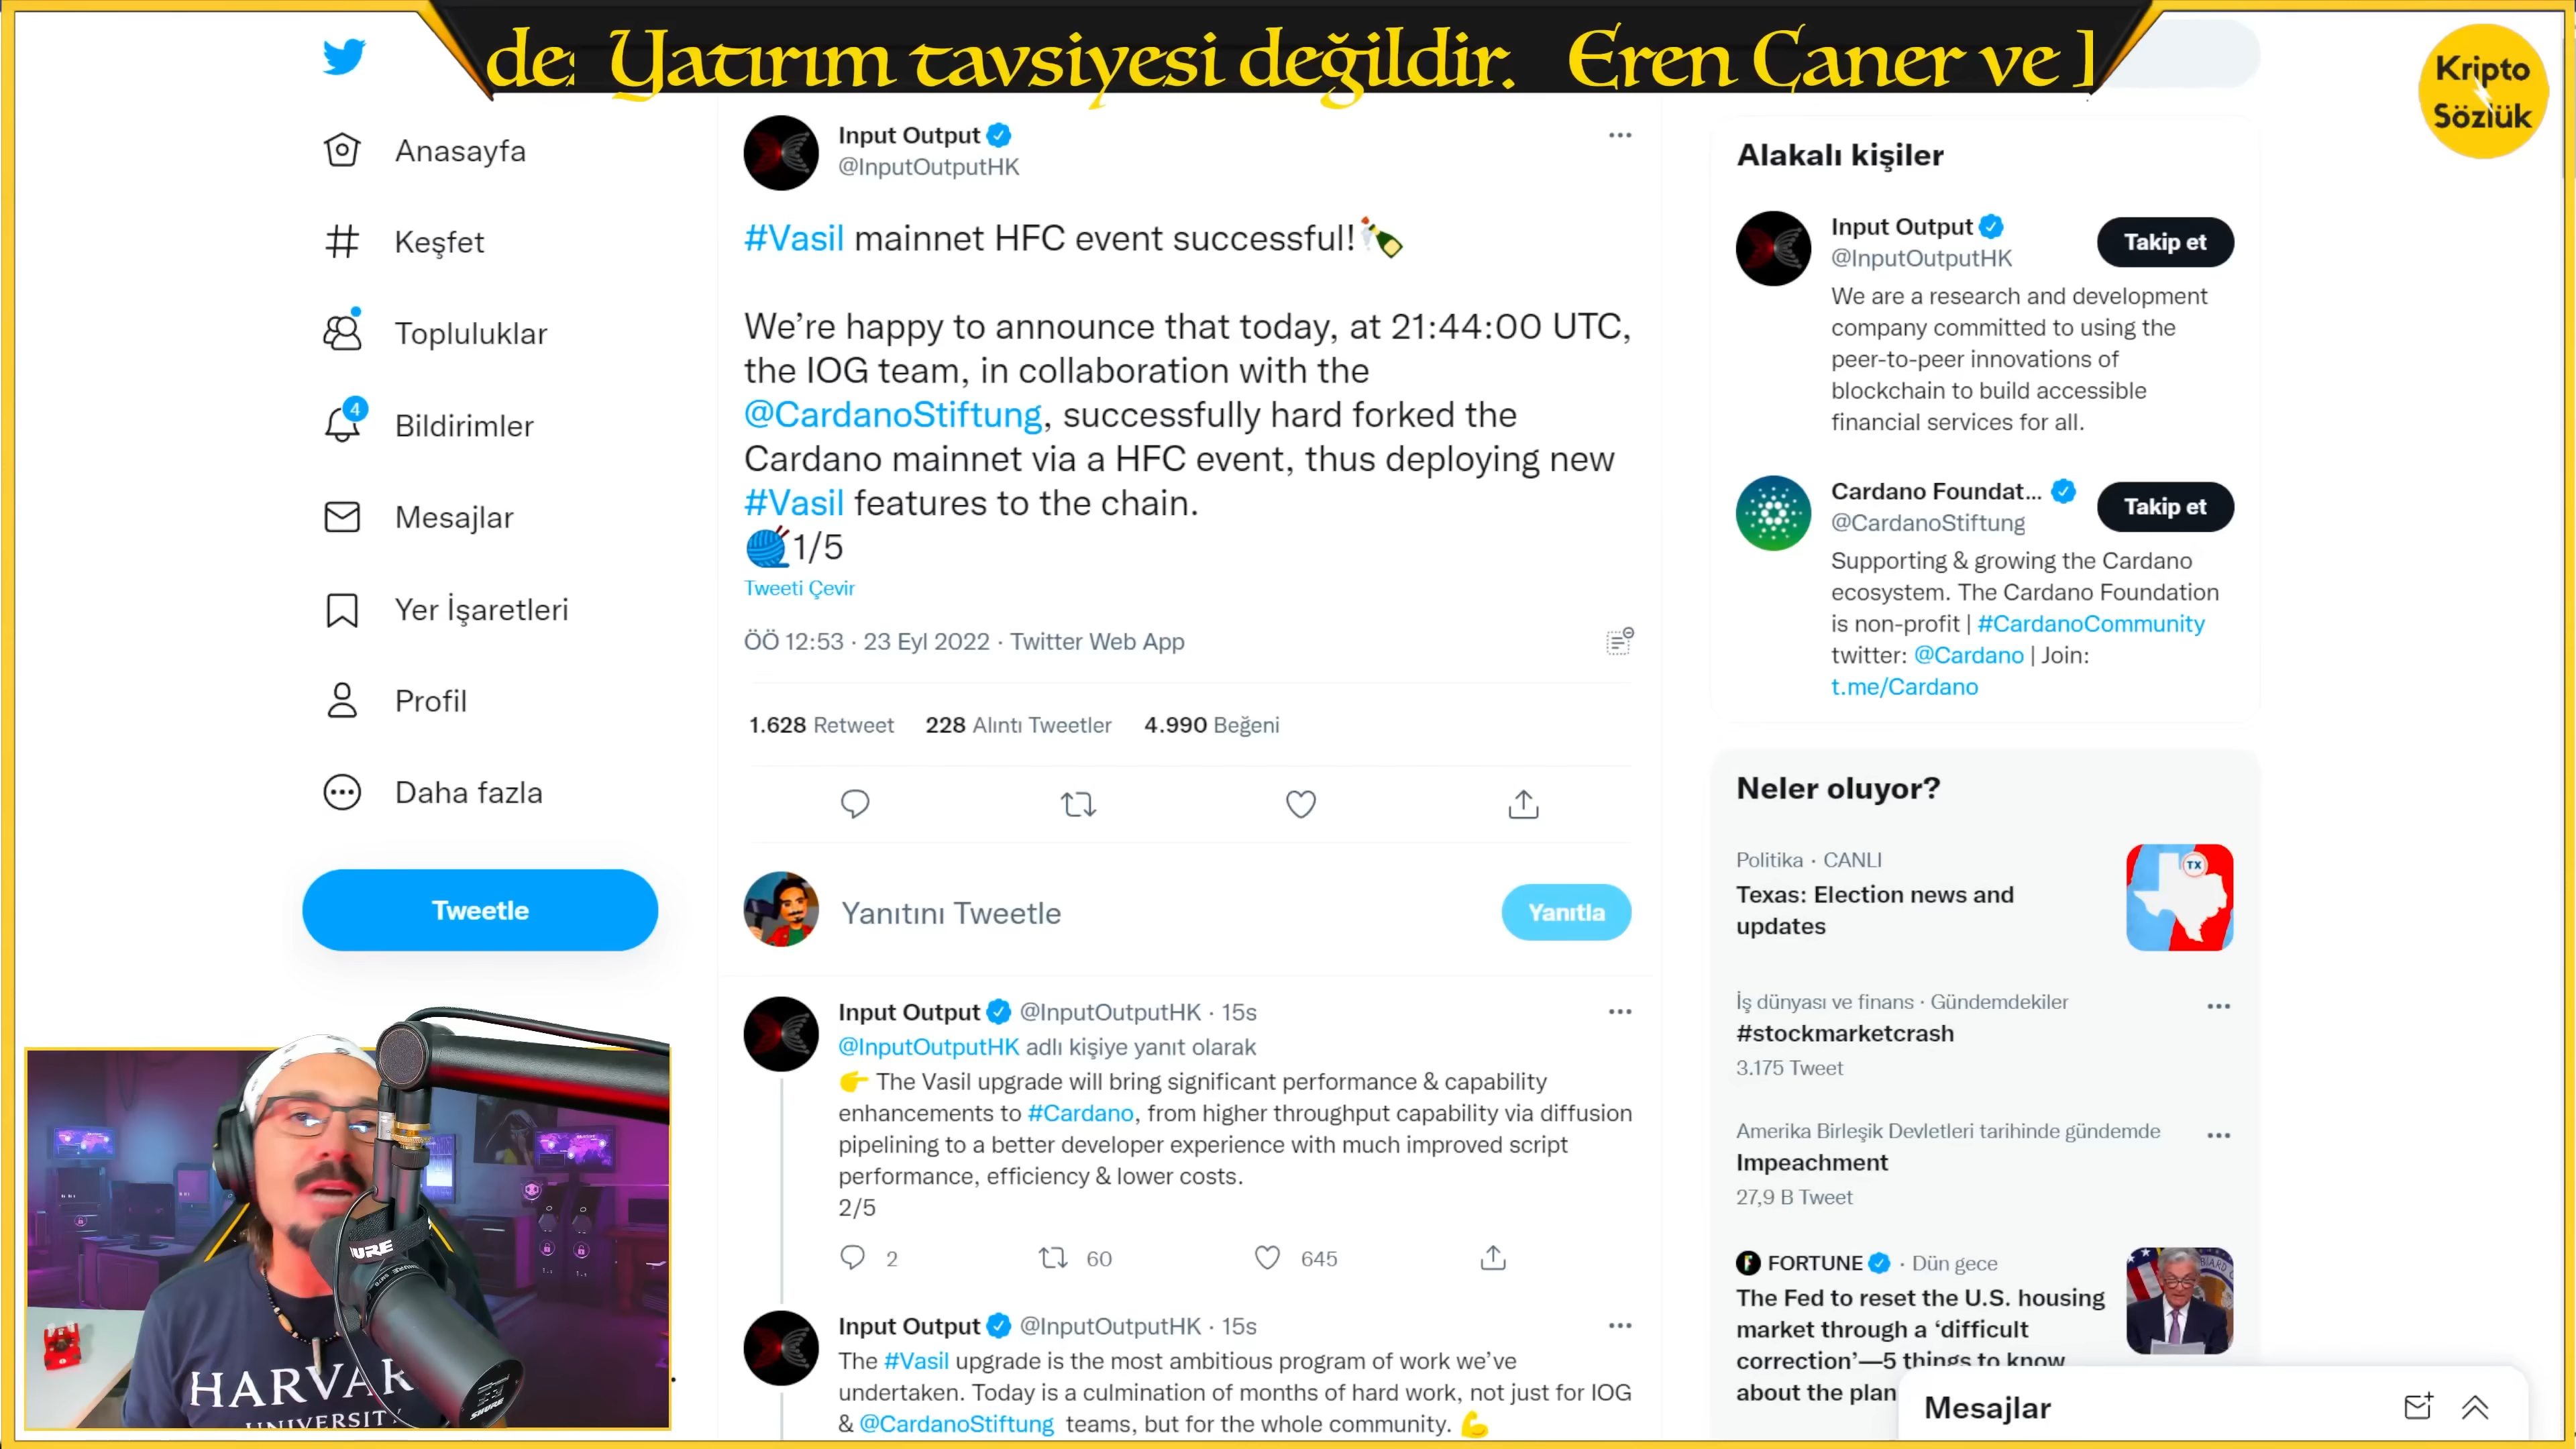 Yatırım tavsiyesi değildir. Eren Caner ve
Kripto
Sözlük
Anasayfa
Keşfet
Topluluklar
4
Bildirimler
Mesajlar
Yer İşaretleri
Profil
Daha fazla
Tweetle
Input Output
@InputOutputHK
#Vasil mainnet HFC event successful!
We're happy to announce that today, at 21:44:00 UTC,
the IOG team, in collaboration with the
@CardanoStiftung, successfully hard forked the
Cardano mainnet via a HFC event, thus deploying new
#Vasil features to the chain.
1/5
Tweeti Çevir
ÖÖ 12:53 · 23 Eyl 2022 · Twitter Web App
1.628 Retweet 228 Alıntı Tweetler 4.990 Beğeni
Yanıtını Tweetle
Yanıtla
Input Output @InputOutputHK · 15s
@InputOutputHK adlı kişiye yanıt olarak
The Vasil upgrade will bring significant performance & capability
enhancements to #Cardano, from higher throughput capability via diffusion
pipelining to a better developer experience with much improved script
performance, efficiency & lower costs.
2/5
2 60 645
Input Output @InputOutputHK · 15s
The #Vasil upgrade is the most ambitious program of work we've
undertaken. Today is a culmination of months of hard work, not just for IOG
& @CardanoStiftung teams, but for the whole community.
Alakalı kişiler
Input Output
@InputOutputHK
Takip et
We are a research and development
company committed to using the
peer-to-peer innovations of
blockchain to build accessible
financial services for all.
Cardano Foundat...
@CardanoStiftung
Takip et
Supporting & growing the Cardano
ecosystem. The Cardano Foundation
is non-profit | #CardanoCommunity
twitter: @Cardano | Join:
t.me/Cardano
Neler oluyor?
Politika · CANLI
Texas: Election news and
updates
TX
İş dünyası ve finans · Gündemdekiler
#stockmarketcrash
3.175 Tweet
Amerika Birleşik Devletleri tarihinde gündemde
Impeachment
27,9 B Tweet
FORTUNE · Dün gece
The Fed to reset the U.S. housing
market through a 'difficult
correction'—5 things to know
about the plan
Mesajlar
HARVAR
UNIVERSIT
SHURE